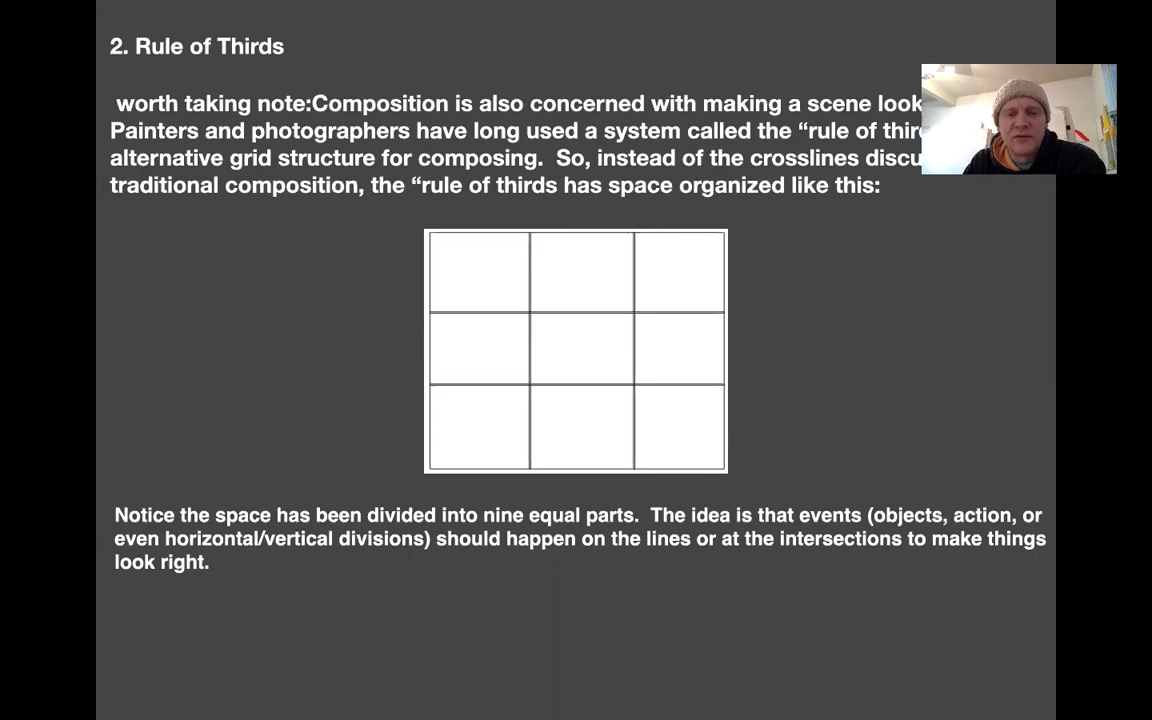 2. Rule of Thirds
worth taking note:Composition is also concerned with making a scene look
Painters and photographers have long used a system called the “rule of
alternative grid structure for composing.  So, instead of the crosslines
traditional composition, the “rule of thirds has space organized like this:
Notice the space has been divided into nine equal parts.  The idea is that events (objects, action, or
even horizontal/vertical divisions) should happen on the lines or at the intersections to make things
look right.